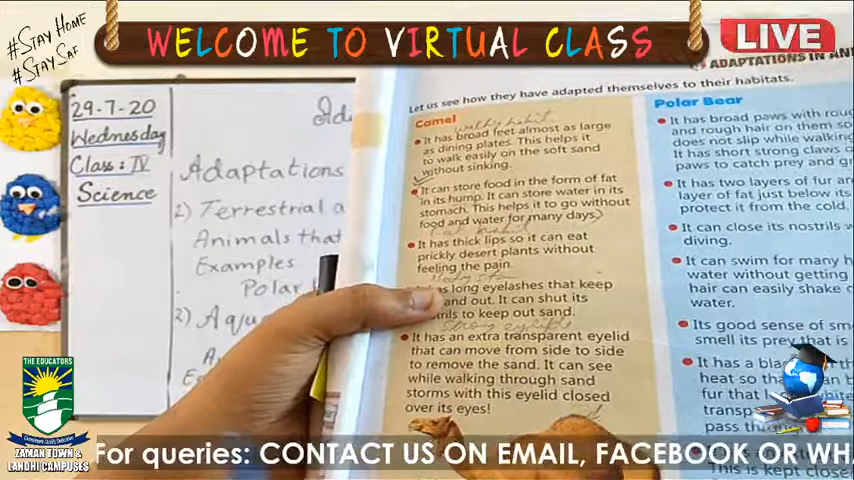 #STAY HOME
#STAY SAF
WELCOME TO VIRTUAL CLASS
LIVE
29-7-20
Wednesday
Class: IV
Science
Ada
Adaptations
1) Terrestrial a
Animals that
Examples
Polar
2) Aqu
ADAPTATIONS IN ANI
Let us see how they have adapted themselves to their habitats.
Camel
It has broad feet almost as large
as dining plates. This helps it
to walk easily on the soft sand
without sinking.
It can store food in the form of fat
in its hump. It can store water in its
stomach. This helps it to go without
food and water for many days.
It has thick lips so it can eat
prickly desert plants without
feeling the pain.
as long eyelashes that keep
and out. It can shut its
trils to keep out sand.
strong eyelids
It has an extra transparent eyelid
that can move from side to side
to remove the sand. It can see
while walking through sand
storms with this eyelid closed
over its eyes!
Polar Bear
It has broad paws with roug
and rough hair on them so
does not slip while walking
It has short strong claws o
paws to catch prey and g
It has two layers of fur an
layer of fat just below its
protect it from the cold.
It can close its nostrils w
diving.
It can swim for many h
water without getting
hair can easily shake o
water.
Its good sense of sme
smell its prey that is
It has a bla
heat so tha
fur that
transp
pass th
This is kept close
THE EDUCATORS
ZAMAN TOWN &
LANDHI CAMPUSES
For queries: CONTACT US ON EMAIL, FACEBOOK OR WHA